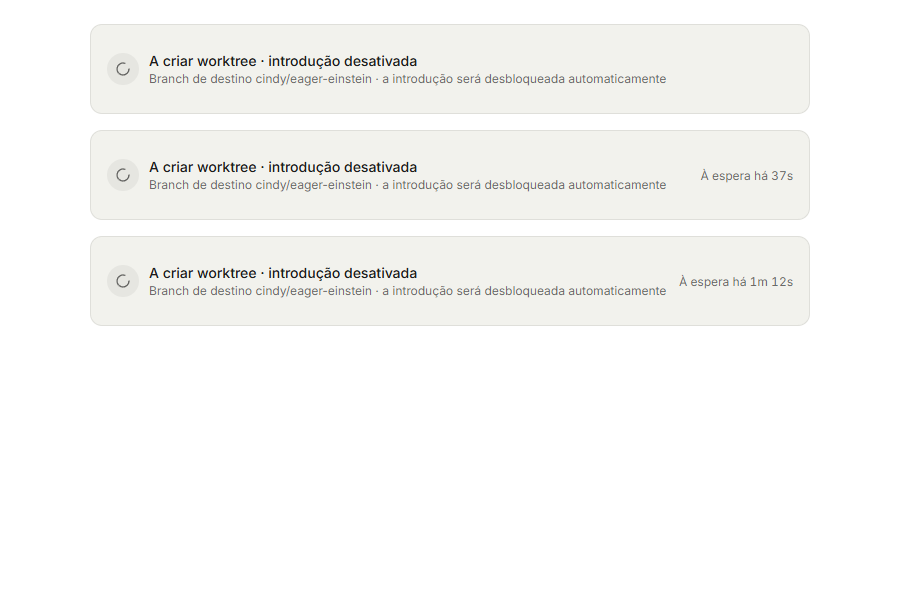 A criar worktree · introdução desativada
Branch de destino cindy/eager-einstein · a introdução será desbloqueada automaticamente
A criar worktree · introdução desativada
Branch de destino cindy/eager-einstein · a introdução será desbloqueada automaticamente
À espera há 37s
A criar worktree · introdução desativada
Branch de destino cindy/eager-einstein · a introdução será desbloqueada automaticamente
À espera há 1m 12s